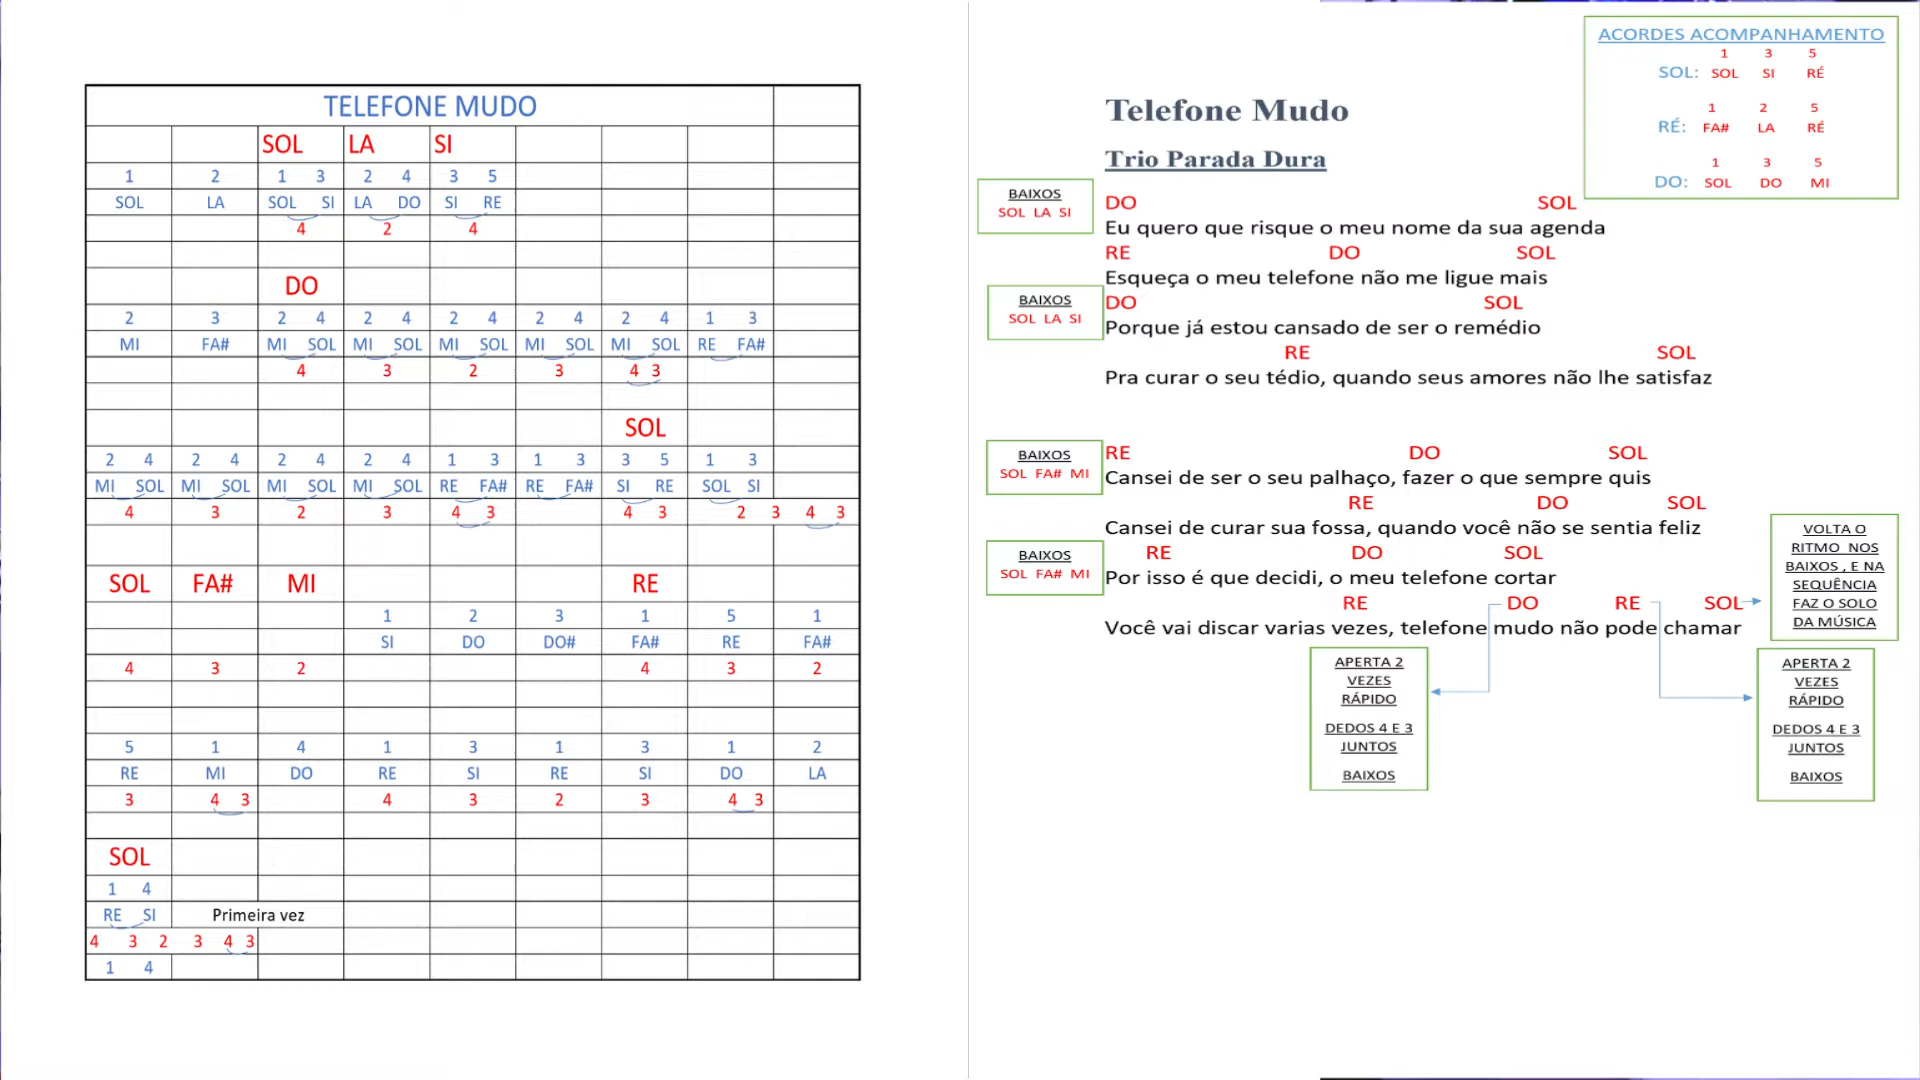 TELEFONE MUDO
SOL LA SI
1 2 1 3 2 4 3 5
SOL LA SOL SI LA DO SI RE
4 2 4
DO
2 3 2 4 2 4 2 4 2 4 2 4 1 3
MI FA# MI SOL MI SOL MI SOL MI SOL MI SOL RE FA#
4 3 2 3 4 3
SOL
2 4 2 4 2 4 2 4 1 3 1 3 3 5 1 3
MI SOL MI SOL MI SOL MI SOL RE FA# RE FA# SI RE SOL SI
4 3 2 3 4 3 4 3 2 3 4 3
SOL FA# MI RE
1 2 3 1 5 1
SI DO DO# FA# RE FA#
4 3 2 4 3 2
5 1 4 1 3 1 3 1 2
RE MI DO RE SI RE SI DO LA
3 4 3 4 3 2 3 4 3
SOL
1 4
RE SI Primeira vez
4 3 2 3 4 3
1 4
ACORDES ACOMPANHAMENTO
1 3 5
SOL: SOL SI RÉ
1 2 5
RÉ: FA# LA RÉ
1 3 5
DO: SOL DO MI
Telefone Mudo
Trio Parada Dura
BAIXOS
SOL LA SI
DO SOL
Eu quero que risque o meu nome da sua agenda
RE DO SOL
Esqueça o meu telefone não me ligue mais
BAIXOS
SOL LA SI
DO SOL
Porque já estou cansado de ser o remédio
RE SOL
Pra curar o seu tédio, quando seus amores não lhe satisfaz
BAIXOS
SOL FA# MI
RE DO SOL
Cansei de ser o seu palhaço, fazer o que sempre quis
RE DO SOL
Cansei de curar sua fossa, quando você não se sentia feliz
BAIXOS
SOL FA# MI
RE DO SOL
Por isso é que decidi, o meu telefone cortar
RE DO RE SOL
Você vai discar varias vezes, telefone mudo não pode chamar
VOLTA O
RITMO NOS
BAIXOS , E NA
SEQUÊNCIA
FAZ O SOLO
DA MÚSICA
APERTA 2
VEZES
RÁPIDO
DEDOS 4 E 3
JUNTOS
BAIXOS
APERTA 2
VEZES
RÁPIDO
DEDOS 4 E 3
JUNTOS
BAIXOS